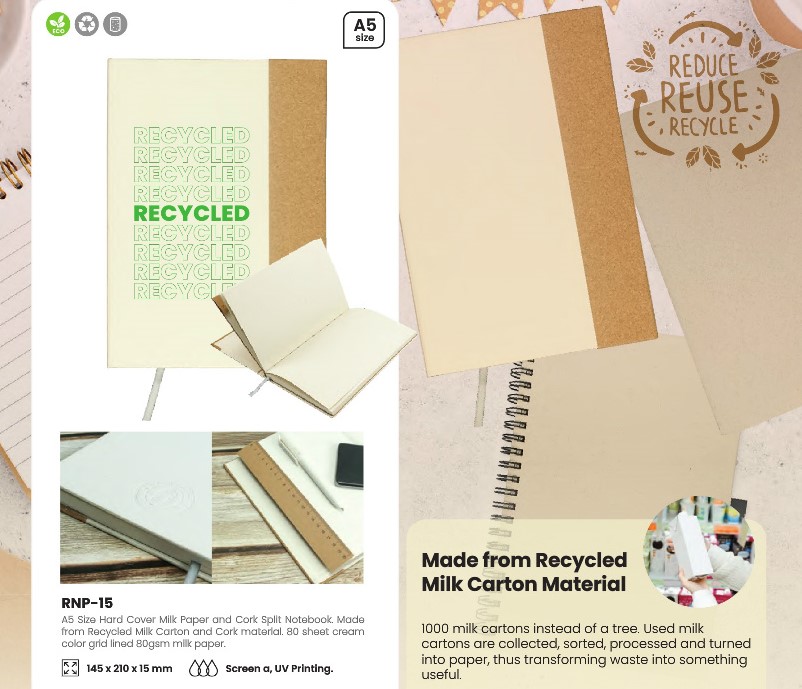 ECO
A5
size
RECYCLED
RECYCLED
RECYCLED
RECYCLED
RECYCLED
RECYCLED
RECYCLED
RECYCLED
RECYCLED
RNP-15
A5 Size Hard Cover Milk Paper and Cork Split Notebook. Made
from Recycled Milk Carton and Cork material. 80 sheet cream
color grid lined 80gsm milk paper.
145 x 210 x 15 mm
Screen a, UV Printing.
REDUCE
REUSE
RECYCLE
Made from Recycled
Milk Carton Material
1000 milk cartons instead of a tree. Used milk
cartons are collected, sorted, processed and turned
into paper, thus transforming waste into something
useful.